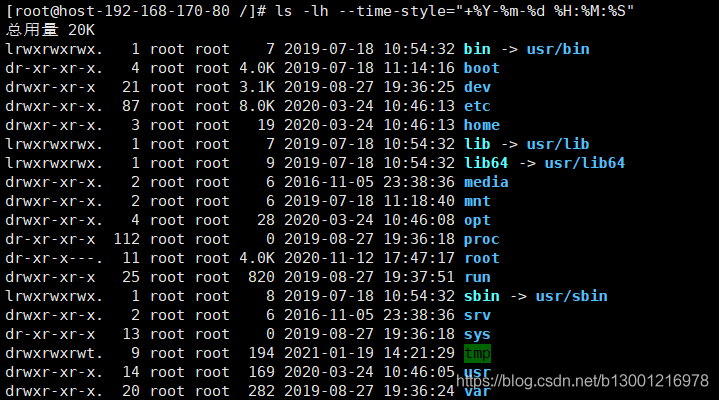 [root@host-192-168-170-80 /]# ls -lh --time-style="+%Y-%m-%d %H:%M:%S"
总用量 20K
lrwxrwxrwx.   1 root root    7 2019-07-18 10:54:32 bin -> usr/bin
dr-xr-xr-x.   4 root root 4.0K 2019-07-18 11:14:16 boot
drwxr-xr-x   21 root root 3.1K 2019-08-27 19:36:25 dev
drwxr-xr-x.  87 root root 8.0K 2020-03-24 10:46:13 etc
drwxr-xr-x.   3 root root   19 2020-03-24 10:46:13 home
lrwxrwxrwx.   1 root root    7 2019-07-18 10:54:32 lib -> usr/lib
lrwxrwxrwx.   1 root root    9 2019-07-18 10:54:32 lib64 -> usr/lib64
drwxr-xr-x.   2 root root    6 2016-11-05 23:38:36 media
drwxr-xr-x.   2 root root    6 2019-07-18 11:18:40 mnt
drwxr-xr-x.   4 root root   28 2020-03-24 10:46:08 opt
dr-xr-xr-x  112 root root    0 2019-08-27 19:36:18 proc
dr-xr-x---.  11 root root 4.0K 2020-11-12 17:47:17 root
drwxr-xr-x   25 root root  820 2019-08-27 19:37:51 run
lrwxrwxrwx.   1 root root    8 2019-07-18 10:54:32 sbin -> usr/sbin
drwxr-xr-x.   2 root root    6 2016-11-05 23:38:36 srv
dr-xr-xr-x   13 root root    0 2019-08-27 19:36:18 sys
drwxrwxrwt.   9 root root  194 2021-01-19 14:21:29 tmp
drwxr-xr-x.  14 root root  169 2020-03-24 10:46:05 usr
https://blog.csdn.net/b13001216978
drwxr-xr-x.  20 root root  282 2019-08-27 19:36:24 var